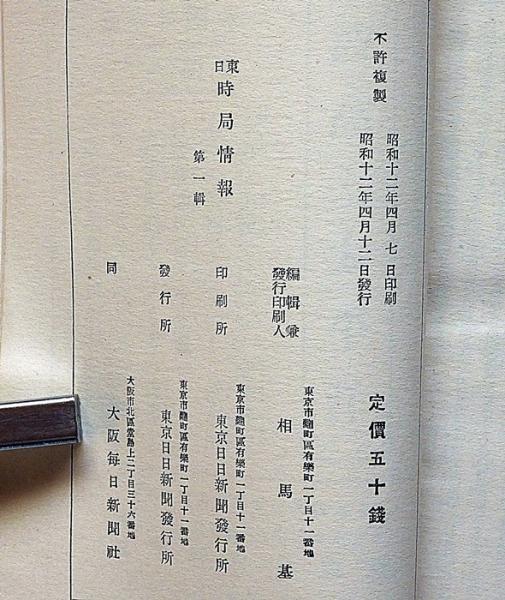 不許複製
昭和十二年四月七日印刷
昭和十二年四月十二日發行
定價五十錢
東日時局情報
第一輯
編輯兼
發行印刷人
東京市麴町區有樂町一丁目十一番地
相馬基
印刷所
東京市麴町區有樂町一丁目十一番地
東京日日新聞發行所
發行所
東京市麴町區有樂町一丁目十一番地
東京日日新聞發行所
同
大阪市北區堂島上二丁目三十六番地
大阪每日新聞社